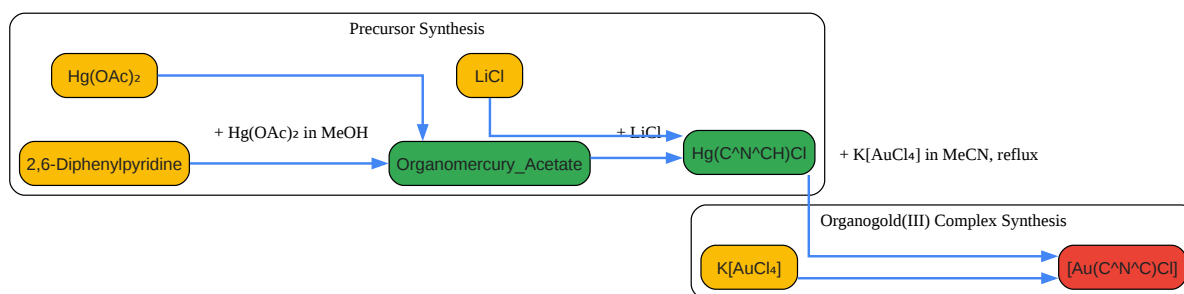 Precursor Synthesis
Hg(OAc)₂
LiCl
+ Hg(OAc)₂ in MeOH
+ LiCl
2,6-Diphenylpyridine
Organomercury_Acetate
Hg(C^N^CH)Cl
+ K[AuCl₄] in MeCN, reflux
Organogold(III) Complex Synthesis
K[AuCl₄]
[Au(C^N^C)Cl]